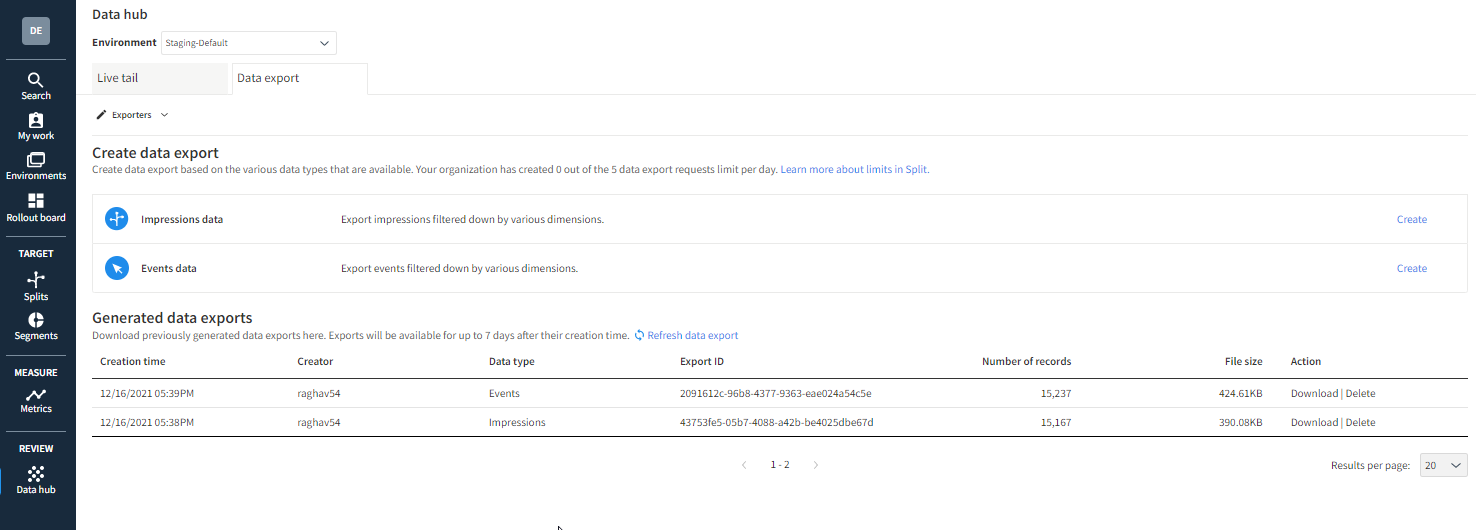 DE
Search
My work
Environments
Rollout board
TARGET
Splits
Segments
MEASURE
Metrics
REVIEW
Data hub
Data hub
Environment Staging-Default
Live tail Data export
Exporters
Create data export
Create data export based on the various data types that are available. Your organization has created 0 out of the 5 data export requests limit per day. Learn more about limits in Split.
Impressions data Export impressions filtered down by various dimensions. Create
Events data Export events filtered down by various dimensions. Create
Generated data exports
Download previously generated data exports here. Exports will be available for up to 7 days after their creation time. Refresh data export
Creation time Creator Data type Export ID Number of records File size Action
12/16/2021 05:39PM raghav54 Events 2091612c-96b8-4377-9363-eae024a54c5e 15,237 424.61KB Download | Delete
12/16/2021 05:38PM raghav54 Impressions 43753fe5-05b7-4088-a42b-be4025dbe67d 15,167 390.08KB Download | Delete
1 - 2
Results per page: 20